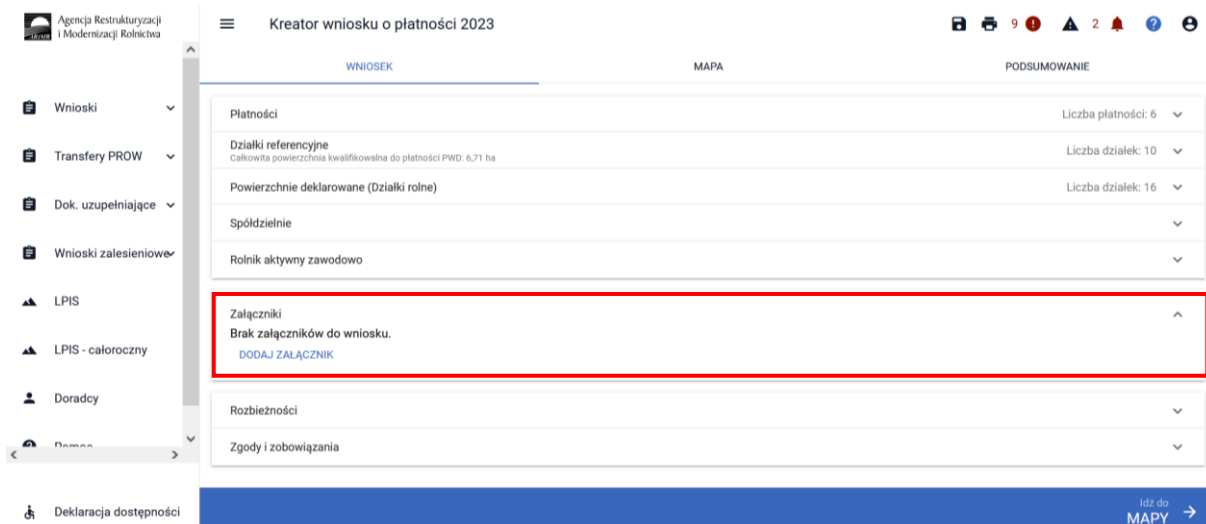 Agencja Restrukturyzacji
i Modernizacji Rolnictwa
Kreator wniosku o płatności 2023
9
2
WNIOSEK
MAPA
PODSUMOWANIE
Wnioski
Transfery PROW
Dok. uzupełniające
Wnioski zalesieniowe
LPIS
LPIS - całoroczny
Doradcy
Pomoc
Deklaracja dostępności
Płatności
Liczba płatności: 6
Działki referencyjne
Całkowita powierzchnia kwalifikowalna do płatności PWD: 6,71 ha
Liczba działek: 10
Powierzchnie deklarowane (Działki rolne)
Liczba działek: 16
Spółdzielnie
Rolnik aktywny zawodowo
Załączniki
Brak załączników do wniosku.
DODAJ ZAŁĄCZNIK
Rozbieżności
Zgody i zobowiązania
Idź do
MAPY